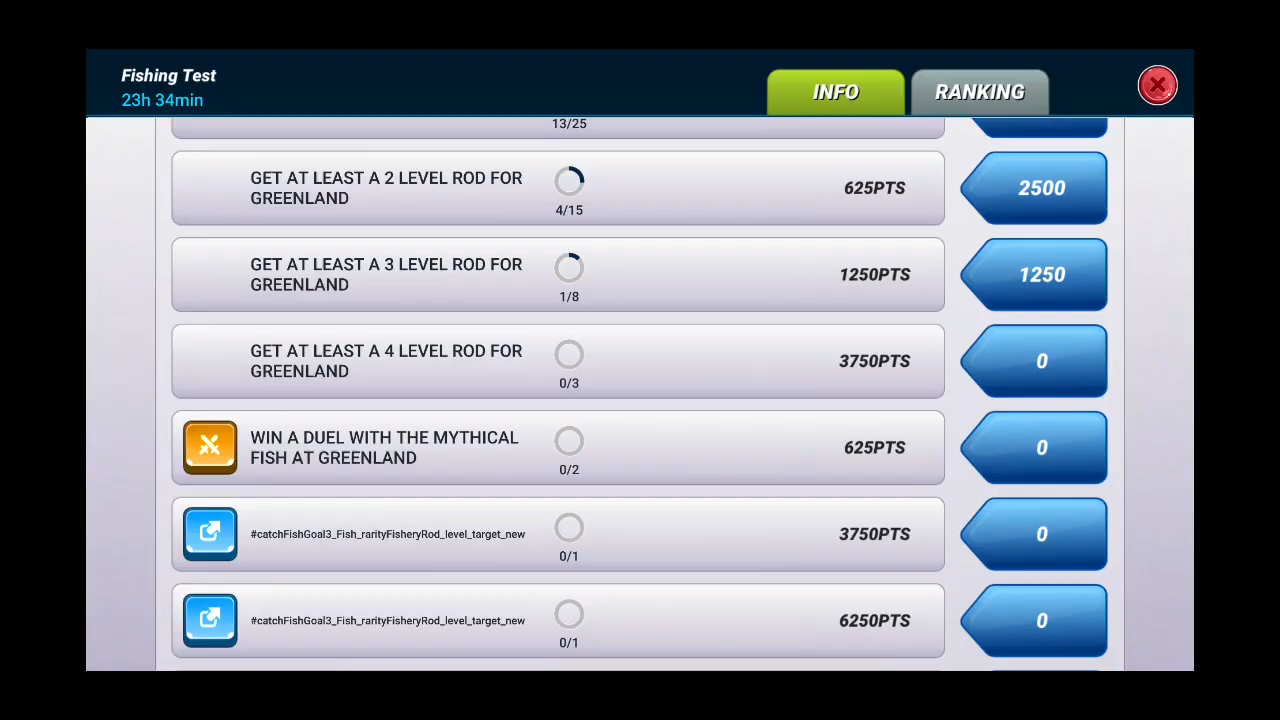 Fishing Test
23h 34min
INFO
RANKING
13/25
GET AT LEAST A 2 LEVEL ROD FOR
GREENLAND
4/15
625PTS
2500
GET AT LEAST A 3 LEVEL ROD FOR
GREENLAND
1/8
1250PTS
1250
GET AT LEAST A 4 LEVEL ROD FOR
GREENLAND
0/3
3750PTS
0
WIN A DUEL WITH THE MYTHICAL
FISH AT GREENLAND
0/2
625PTS
0
#catchFishGoal3_Fish_rarityFisheryRod_level_target_new
0/1
3750PTS
0
#catchFishGoal3_Fish_rarityFisheryRod_level_target_new
0/1
6250PTS
0